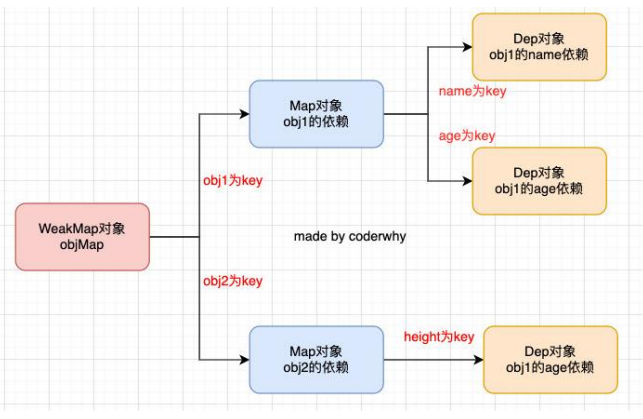 Dep对象
obj1的name依赖
name为key
Map对象
obj1的依赖
age为key
Dep对象
obj1的age依赖
obj1为key
WeakMap对象
objMap
made by coderwhy
obj2为key
height为key
Map对象
obj2的依赖
Dep对象
obj1的age依赖